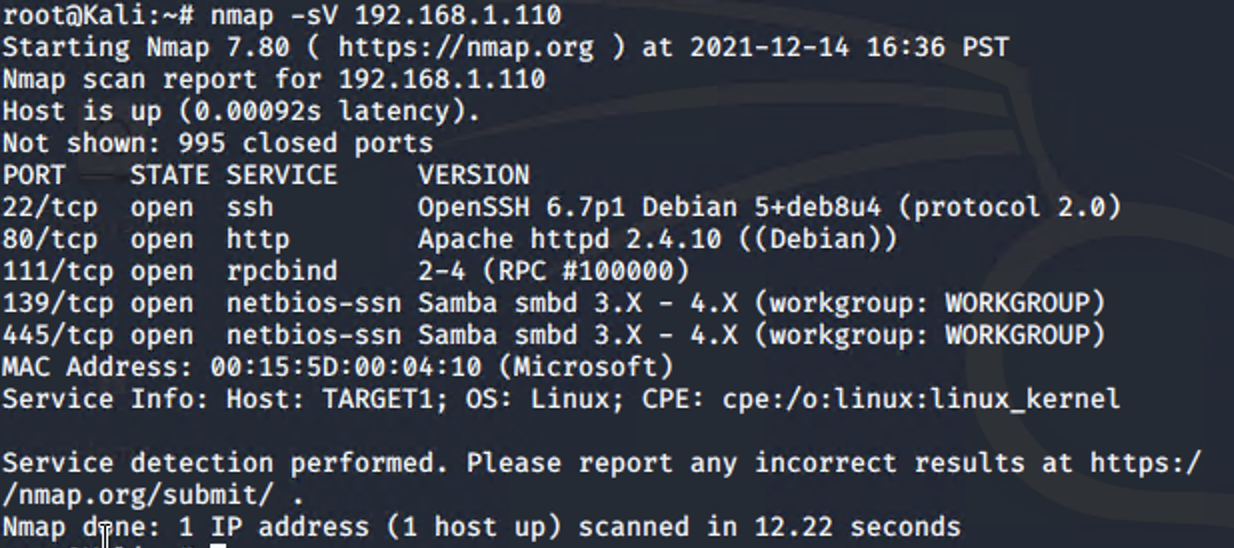 root@Kali:~# nmap -sV 192.168.1.110
Starting Nmap 7.80 ( https://nmap.org ) at 2021-12-14 16:36 PST
Nmap scan report for 192.168.1.110
Host is up (0.00092s latency).
Not shown: 995 closed ports
PORT    STATE SERVICE     VERSION
22/tcp  open  ssh         OpenSSH 6.7p1 Debian 5+deb8u4 (protocol 2.0)
80/tcp  open  http        Apache httpd 2.4.10 ((Debian))
111/tcp open  rpcbind     2-4 (RPC #100000)
139/tcp open  netbios-ssn Samba smbd 3.X - 4.X (workgroup: WORKGROUP)
445/tcp open  netbios-ssn Samba smbd 3.X - 4.X (workgroup: WORKGROUP)
MAC Address: 00:15:5D:00:04:10 (Microsoft)
Service Info: Host: TARGET1; OS: Linux; CPE: cpe:/o:linux:linux_kernel
Service detection performed. Please report any incorrect results at https:/
/nmap.org/submit/ .
Nmap done: 1 IP address (1 host up) scanned in 12.22 seconds